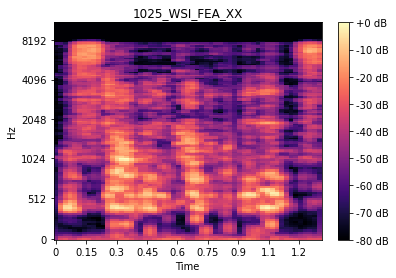 1025_WSI_FEA_XX
+0 dB
8192
-10 dB
4096
-20 dB
-30 dB
2048
Hz
-40 dB
1024
-50 dB
512
-60 dB
-70 dB
0
-80 dB
0 0.15 0.3 0.45 0.6 0.75 0.9 1.1 1.2
Time